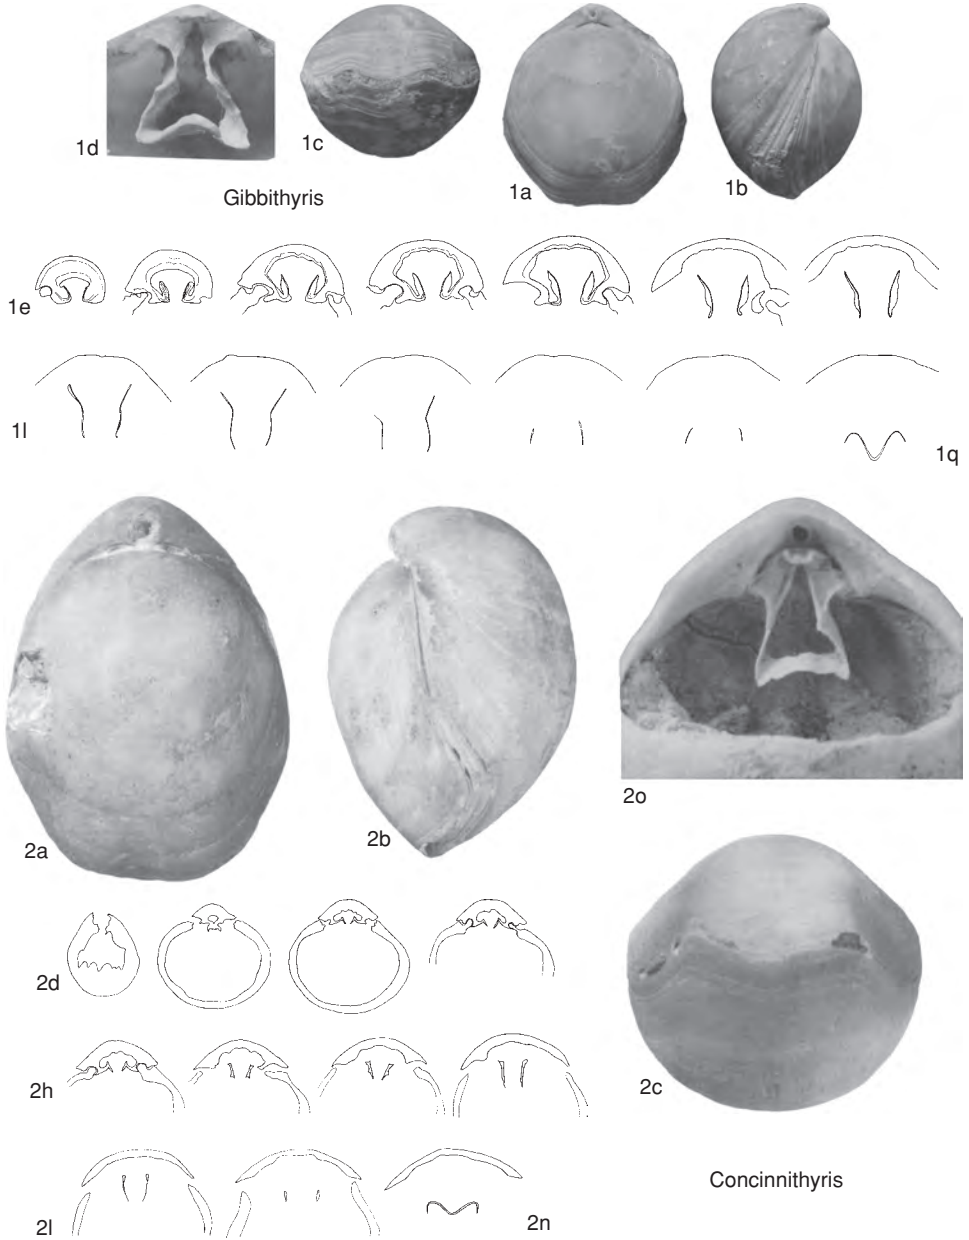 1d
1c
1a
1b
Gibbithyris
1e
1l
1q
2a
2b
2o
2d
2c
2h
Concinnithyris
2l
2n